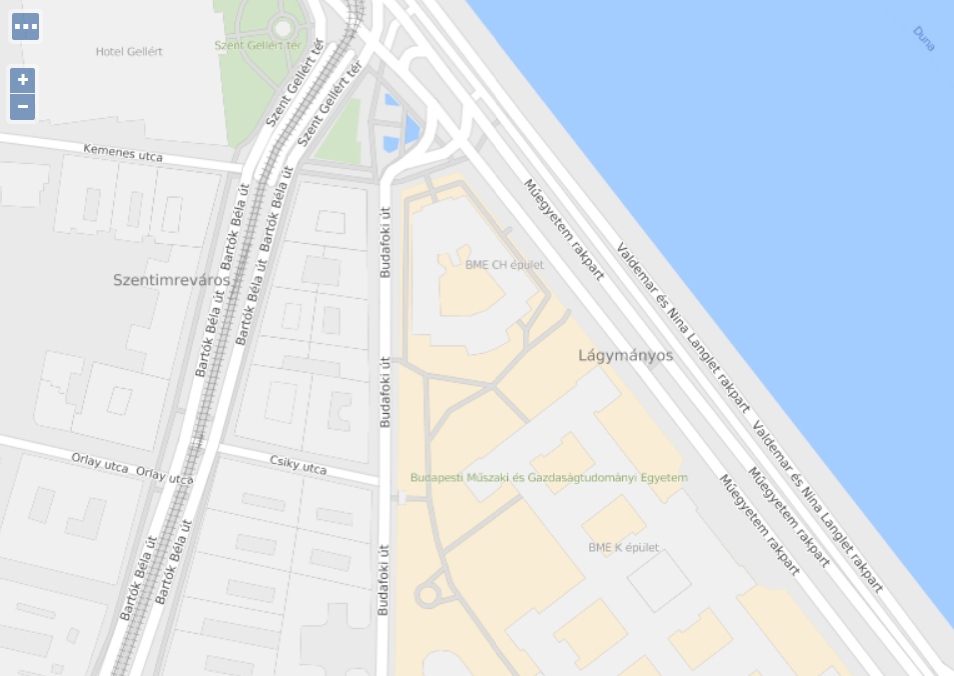 Duna
Hotel Gellért
Szent Gellért tér
Szent Gellért tér
Szent Gellért tér
Kemenes utca
Bartók Béla út
Bartók Béla út
Budafoki út
Műegyetem rakpart
Valdemar és Nina Langlet rakpart
BME CH épület
Szentimreváros
Bartók Béla út
Bartók Béla út
Lágymányos
Budafoki út
Valdemar és Nina Langlet rakpart
Orlay utca
Orlay utca
Csiky utca
Budapesti Műszaki és Gazdaságtudományi Egyetem
Műegyetem rakpart
Műegyetem rakpart
BME K épület
Bartók Béla út
Bartók Béla út
Budafoki út